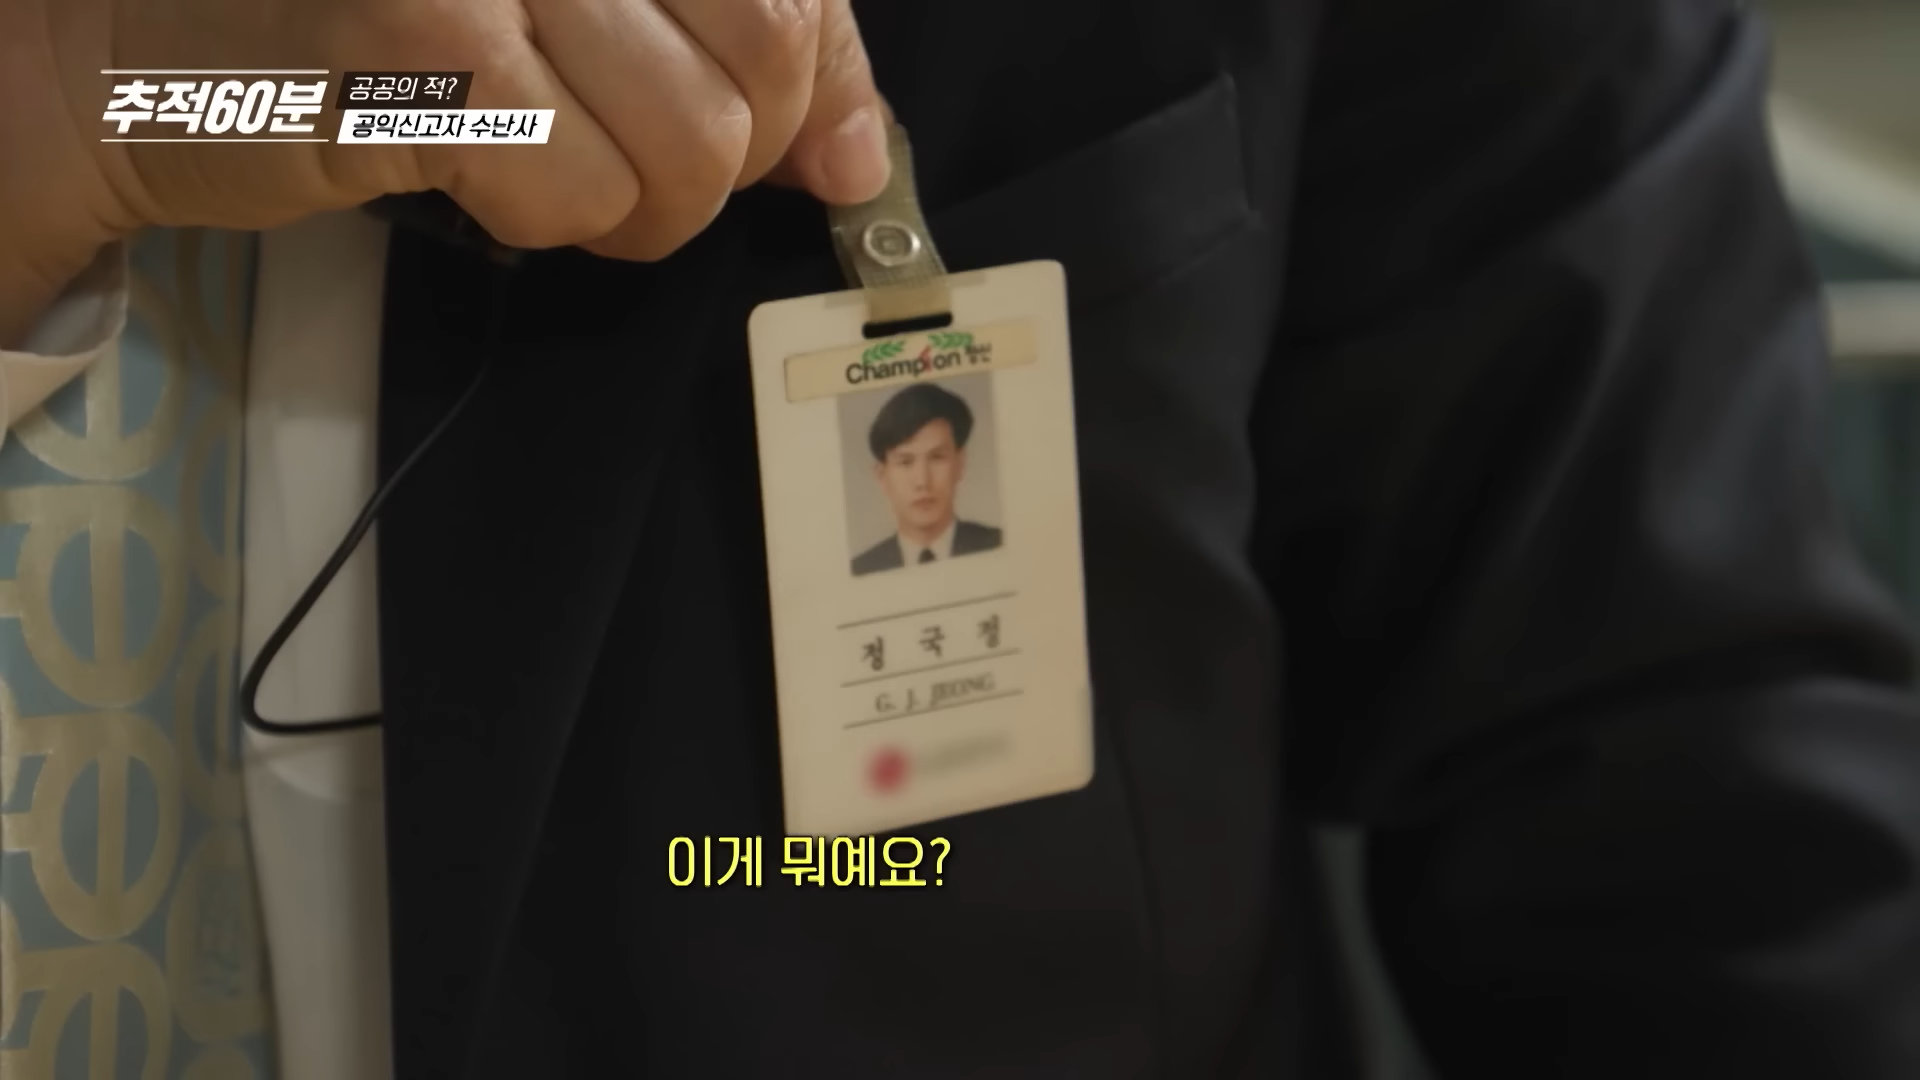 추적60분
공공의 적?
공익신고자 수난사
Champion
정 국 정
G. J. JEONG
이게 뭐예요?